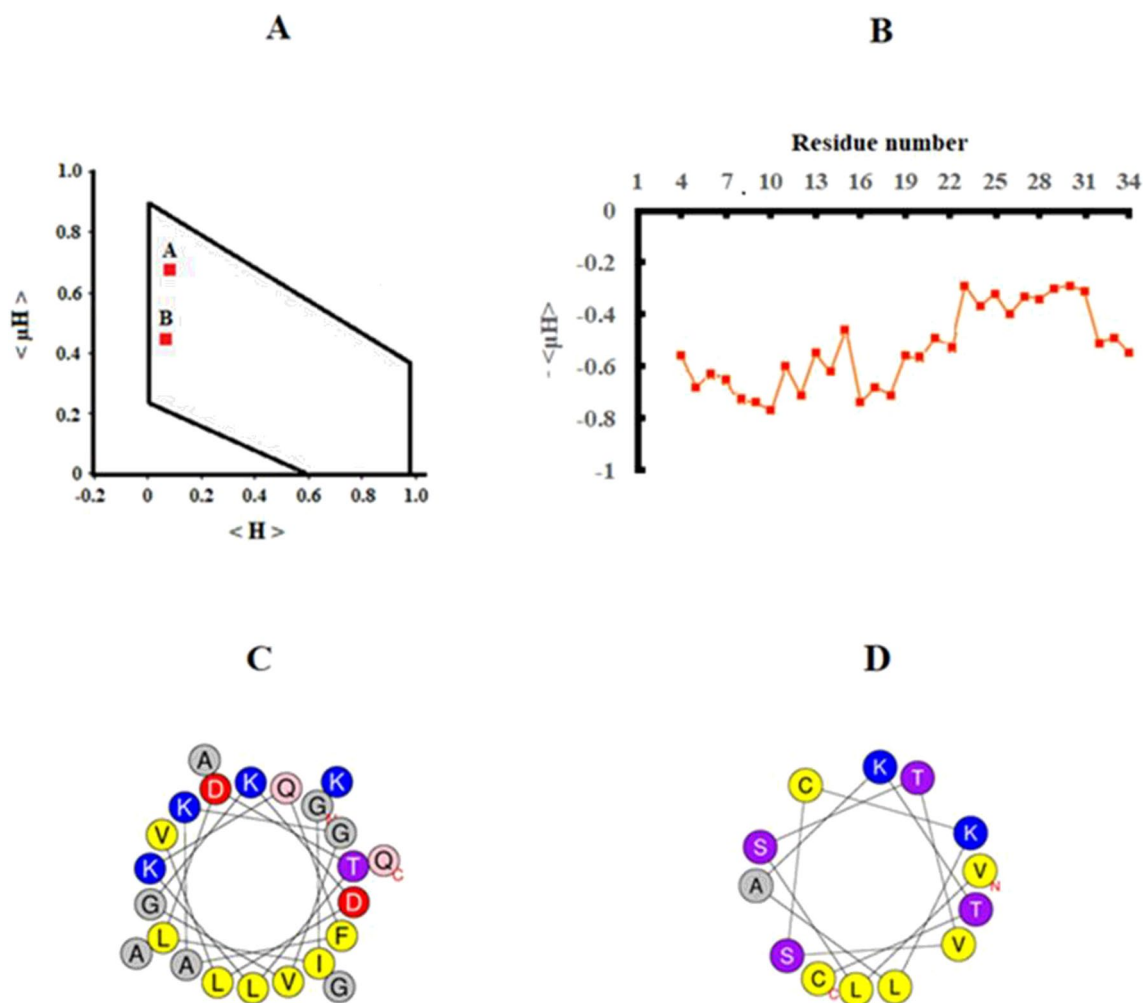 A B
Residue number
1 4 7 10 13 16 19 22 25 28 31 34
1.0
0.8
0.6
0.4
0.2
0
-0.2 0 0.2 0.4 0.6 0.8 1.0
< H >
< µH >
A
B
0
-0.2
-0.4
-0.6
-0.8
-1
- <µH>
C D
A
D K Q K
K G
V G
K T Q C
G D
L F
A A I
L L V G
C K T
S K
A V N
T
V
S
C C L L